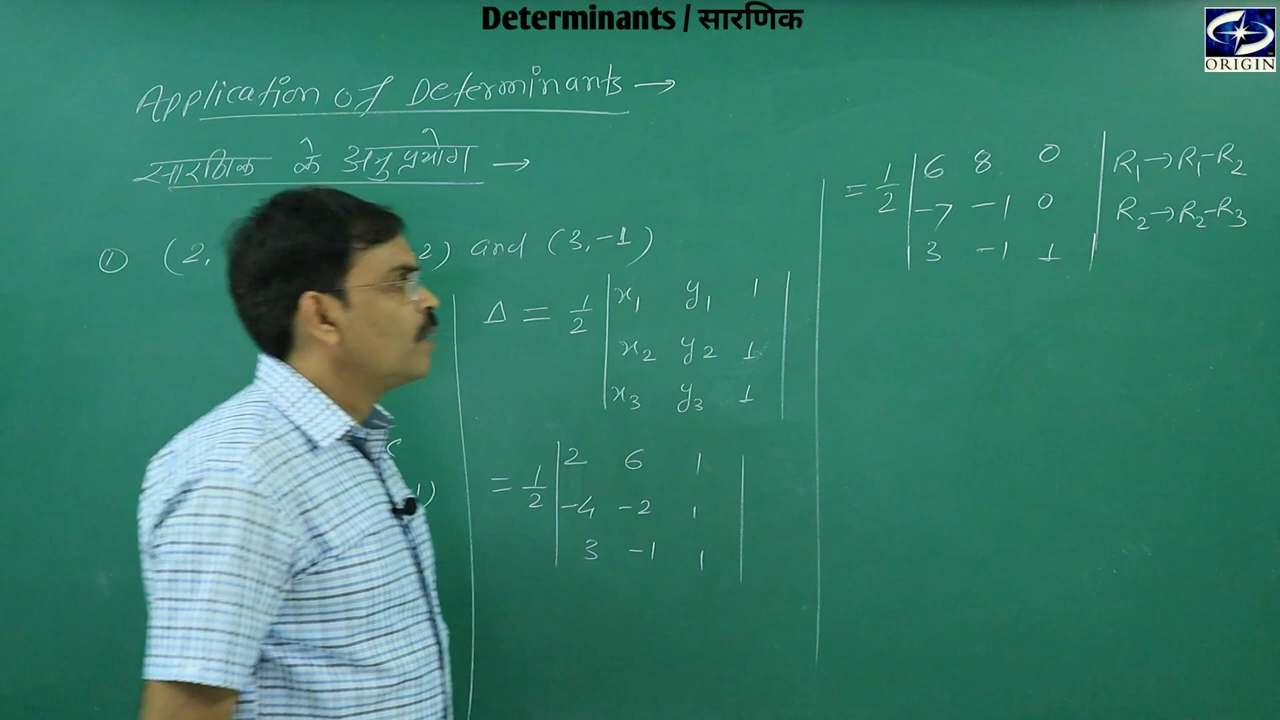 Determinants / सारणिक
ORIGIN
Application of Determinants →
सारणिक के अनुप्रयोग →
① (2, 2) and (3, -1)
Δ = 1/2 | x₁ y₁ 1 |
| x₂ y₂ 1 |
| x₃ y₃ 1 |
= 1/2 | 2 6 1 |
| -4 -2 1 |
| 3 -1 1 |
= 1/2 | 6 8 0 | R₁→R₁-R₂
| -7 -1 0 | R₂→R₂-R₃
| 3 -1 1 |